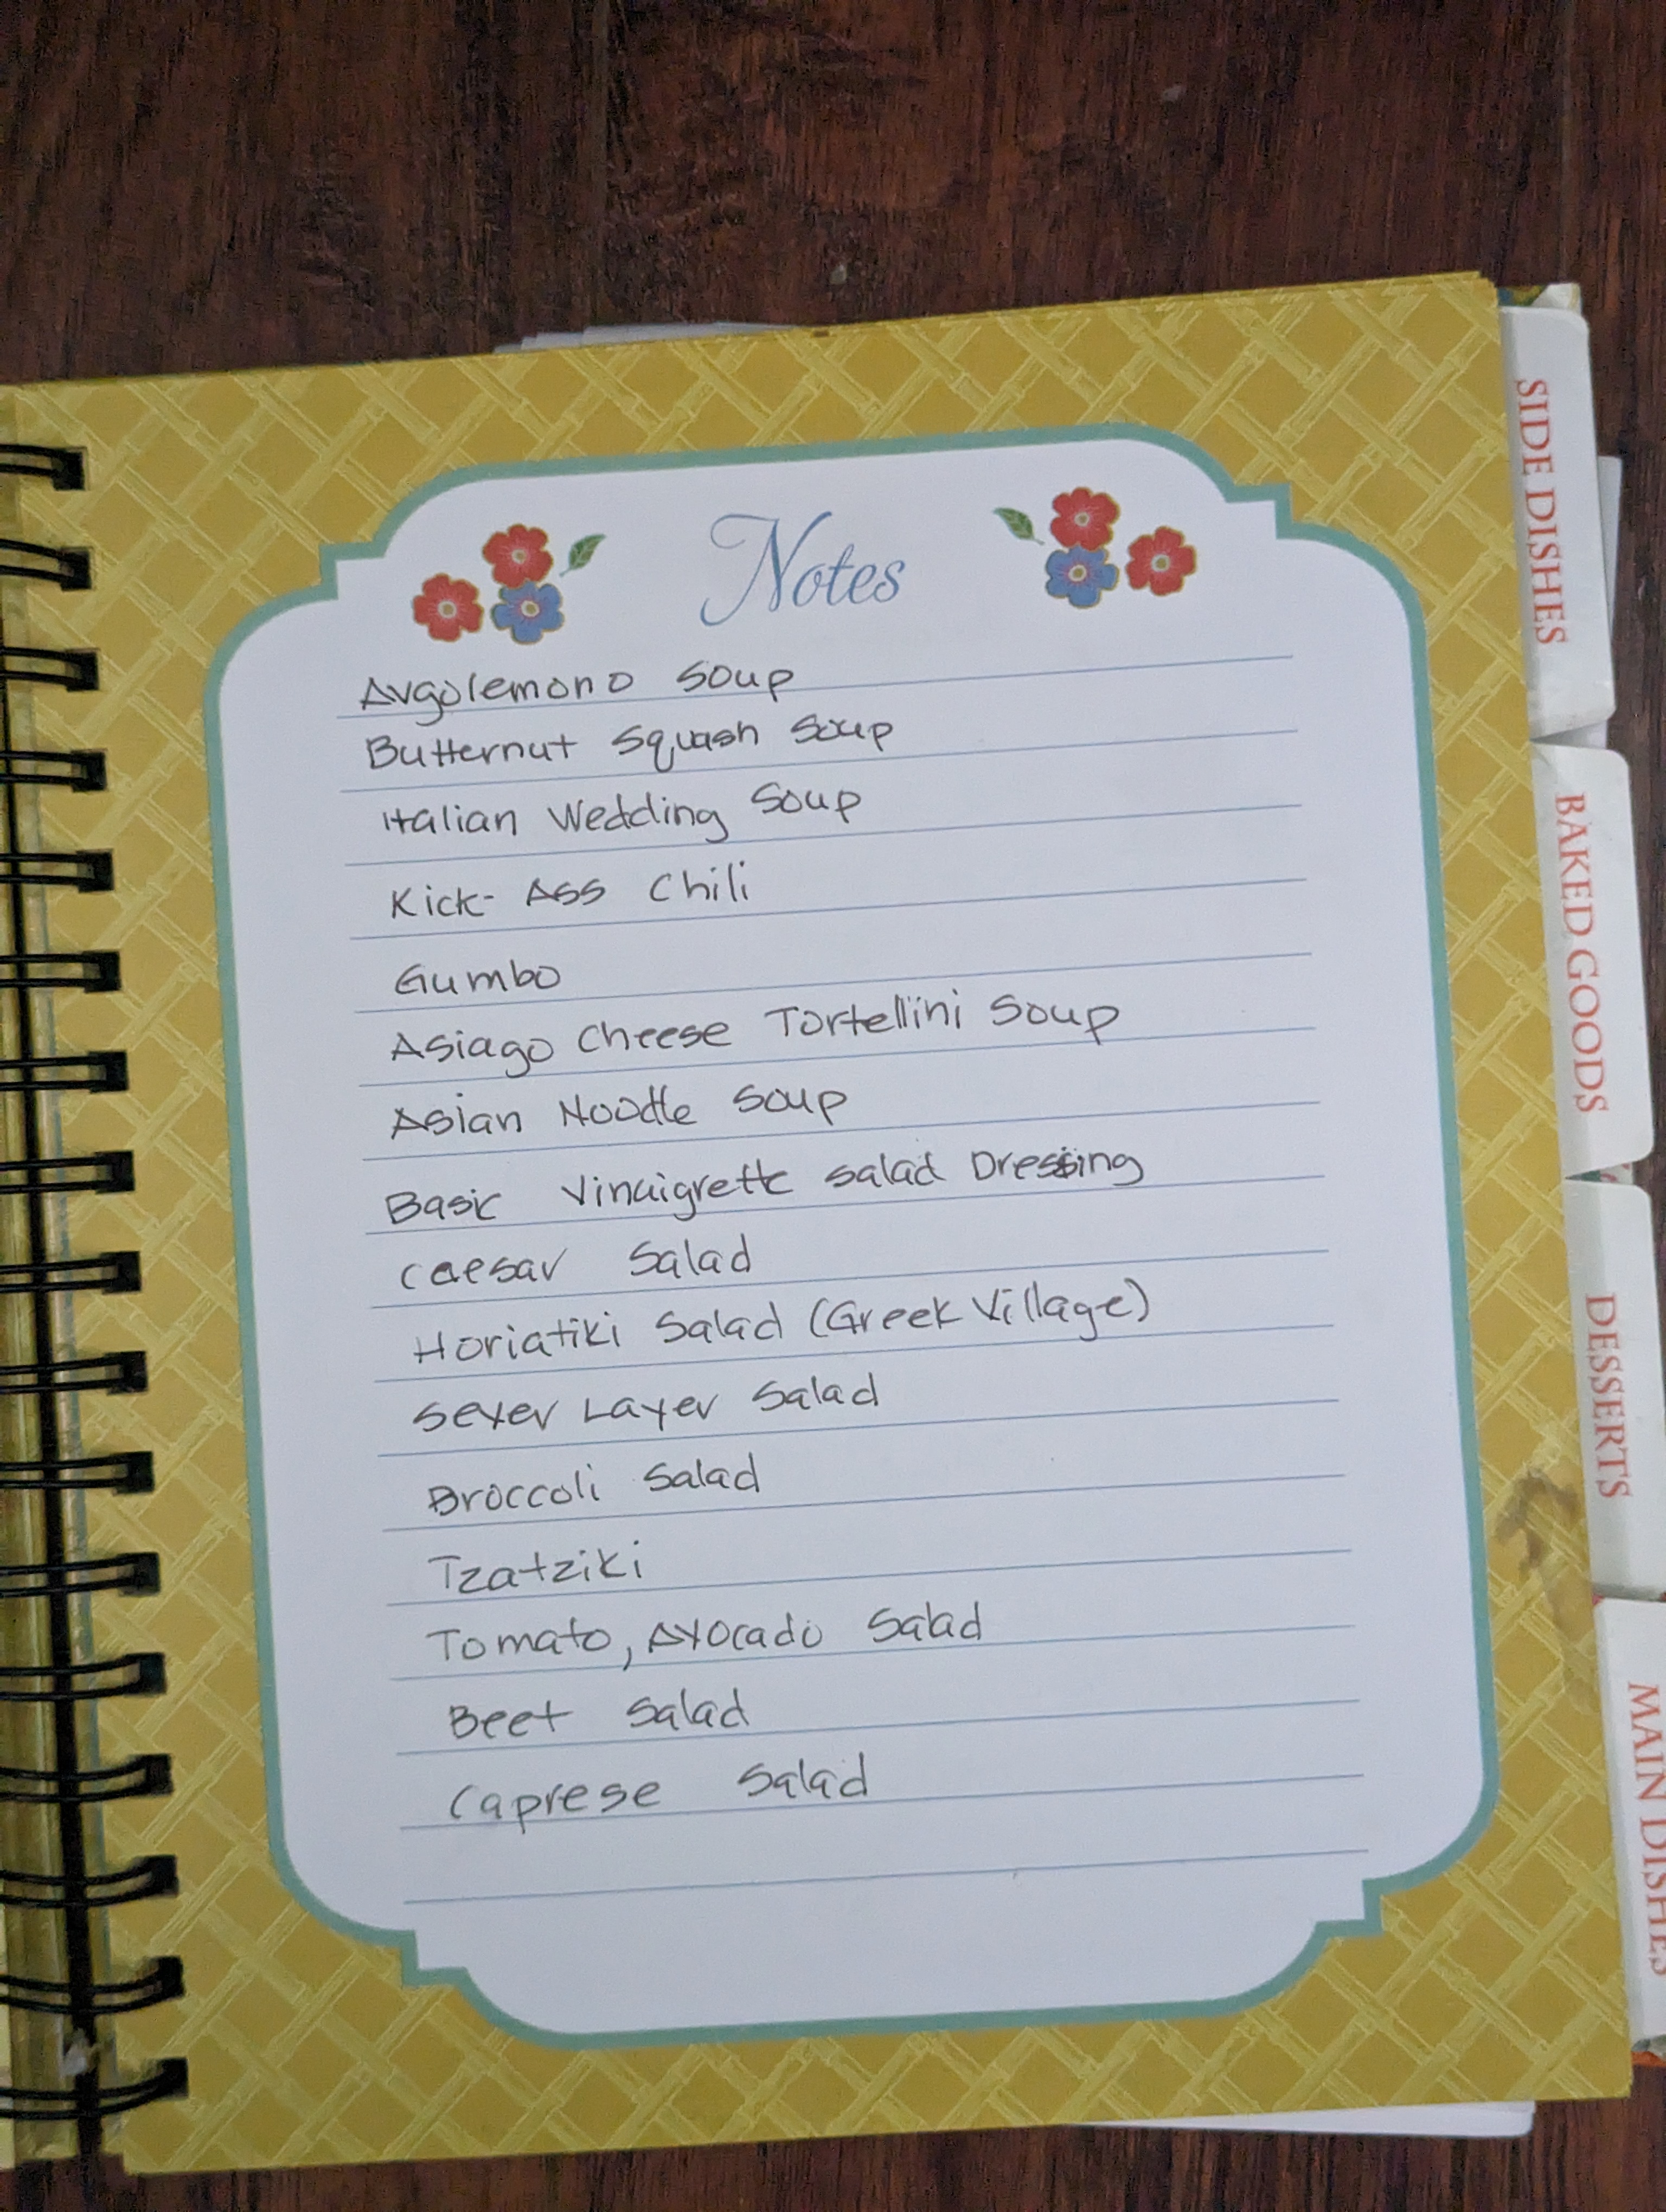 Notes
Avgolemono Soup
Butternut Squash Soup
Italian Wedding Soup
Kick-Ass Chili
Gumbo
Asiago Cheese Tortellini Soup
Asian Noodle Soup
Basic Vinaigrette Salad Dressing
Caesar Salad
Horiatiki Salad (Greek Village)
Sever Layer Salad
Broccoli Salad
Tzatziki
Tomato, Avocado Salad
Beet Salad
Caprese Salad
SIDE DISHES
BAKED GOODS
DESSERTS
MAIN DISHES